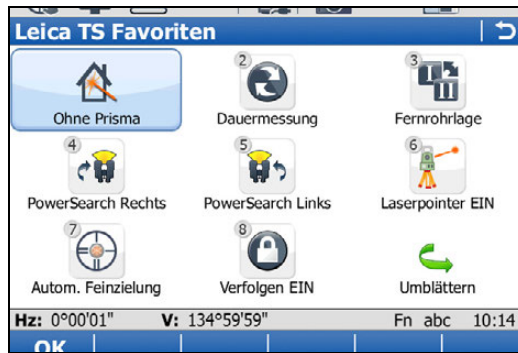 Leica TS Favoriten
2
3
Ohne Prisma
Dauermessung
Fernrohrlage
4
5
6
PowerSearch Rechts
PowerSearch Links
Laserpointer EIN
7
8
Autom. Feinzielung
Verfolgen EIN
Umblättern
Hz: 0°00'01" V: 134°59'59" Fn abc 10:14
OK